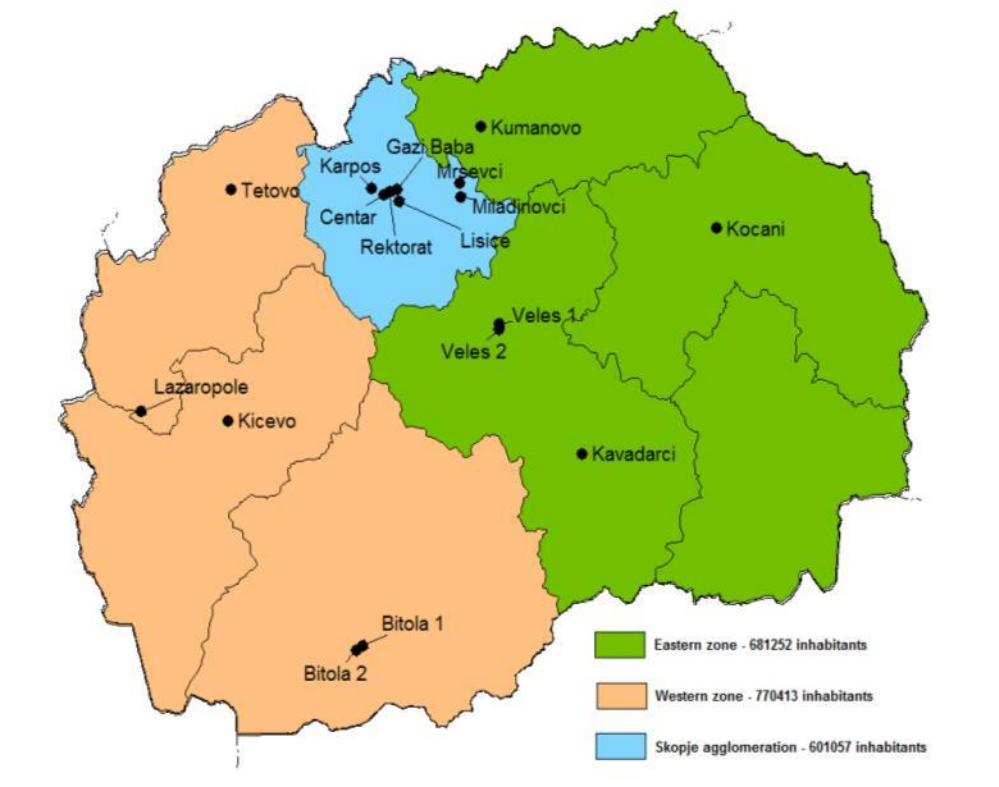 Kumanovo
Gazi Baba
Karpos
Mrsevci
Tetovo
Miladinovci
Centar
Kocani
Rektorat
Lisice
Veles 1
Veles 2
Lazaropole
Kicevo
Kavadarci
Bitola 1
Bitola 2
Eastern zone - 681252 inhabitants
Western zone - 770413 inhabitants
Skopje agglomeration - 601057 inhabitants